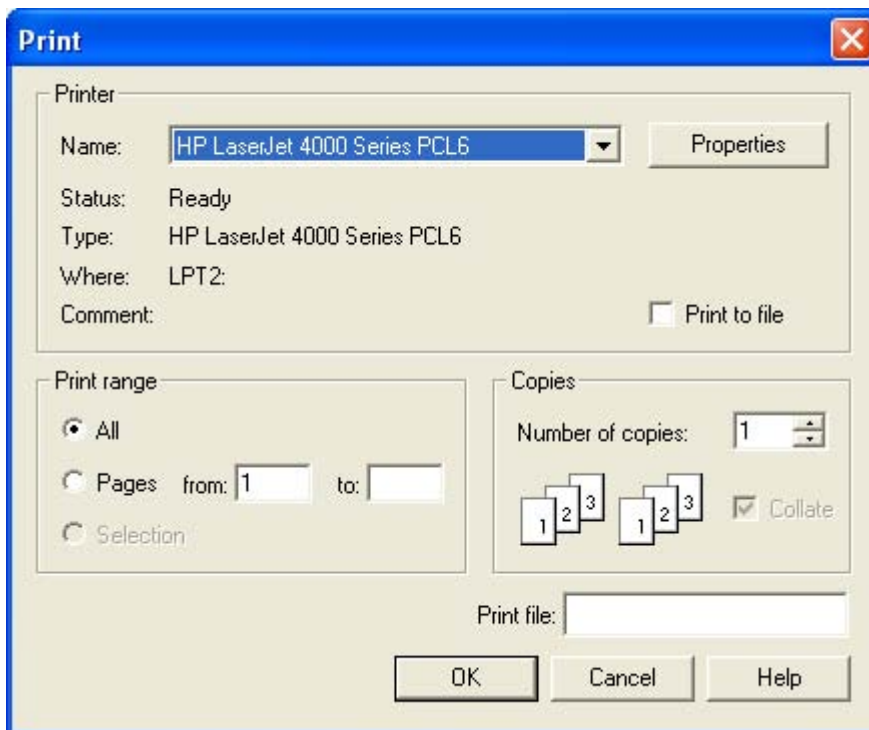 Print
Printer
Name: HP LaserJet 4000 Series PCL6 Properties
Status: Ready
Type: HP LaserJet 4000 Series PCL6
Where: LPT2:
Comment: Print to file
Print range
All
Pages from: 1 to:
Selection
Copies
Number of copies: 1
1 2 3 1 2 3 Collate
Print file:
OK Cancel Help